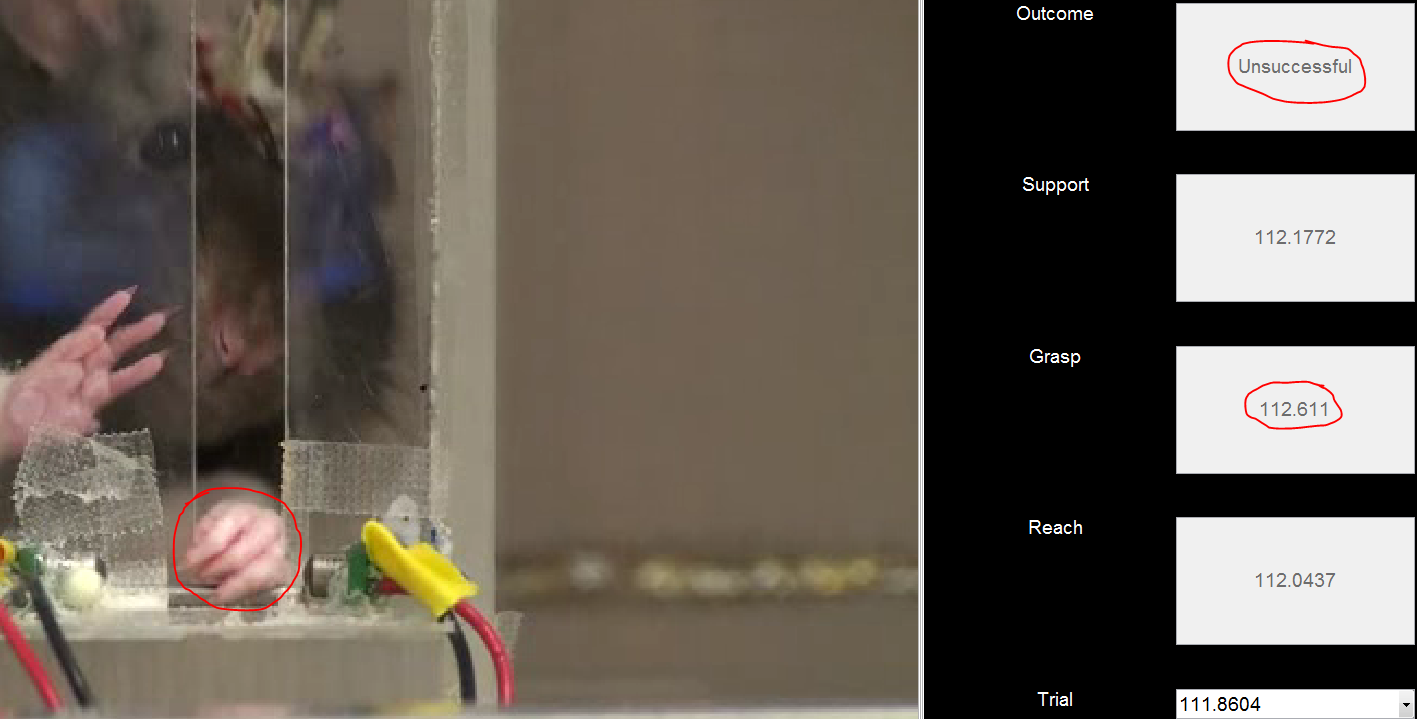 Outcome
Unsuccessful
Support
112.1772
Grasp
112.611
Reach
112.0437
Trial
111.8604